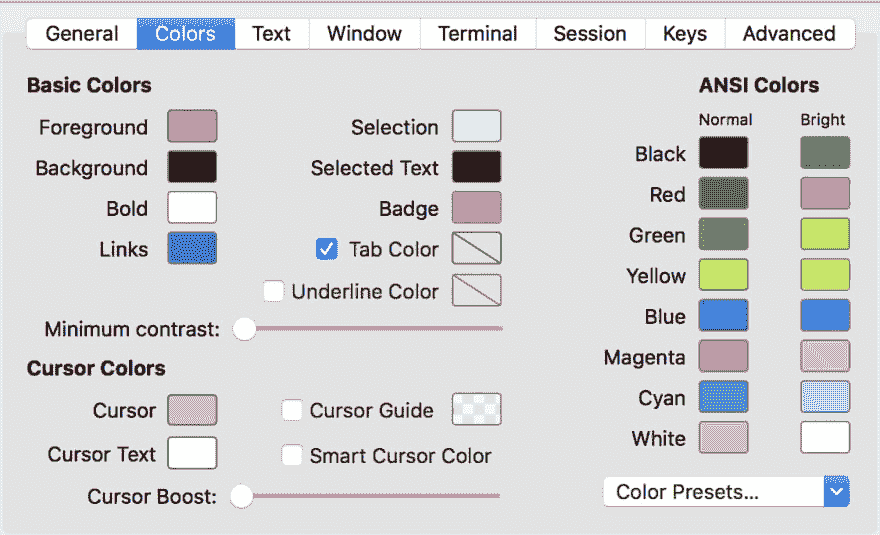 General Colors Text Window Terminal Session Keys Advanced
Basic Colors
Foreground
Background
Bold
Links
Selection
Selected Text
Badge
Tab Color
Underline Color
Minimum contrast:
Cursor Colors
Cursor
Cursor Text
Cursor Guide
Smart Cursor Color
Cursor Boost:
ANSI Colors
Normal Bright
Black
Red
Green
Yellow
Blue
Magenta
Cyan
White
Color Presets...